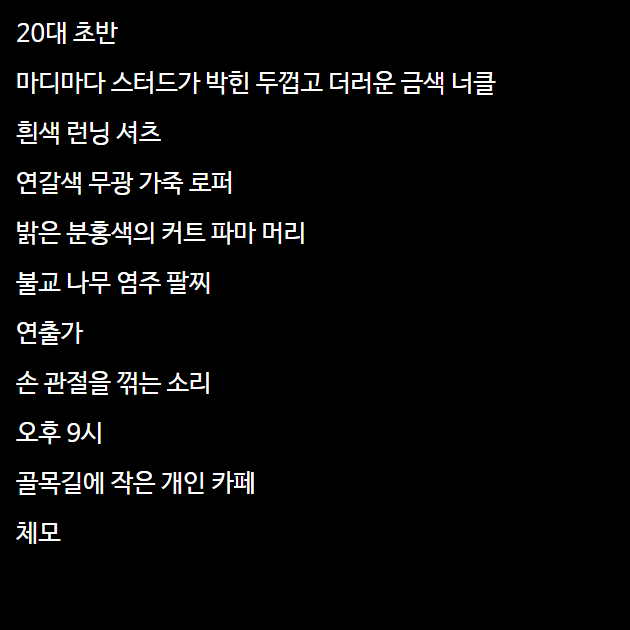 20대 초반
마디마다 스터드가 박힌 두껍고 더러운 금색 너클
흰색 런닝 셔츠
연갈색 무광 가죽 로퍼
밝은 분홍색의 커트 파마 머리
불교 나무 염주 팔찌
연출가
손 관절을 꺾는 소리
오후 9시
골목길에 작은 개인 카페
체모